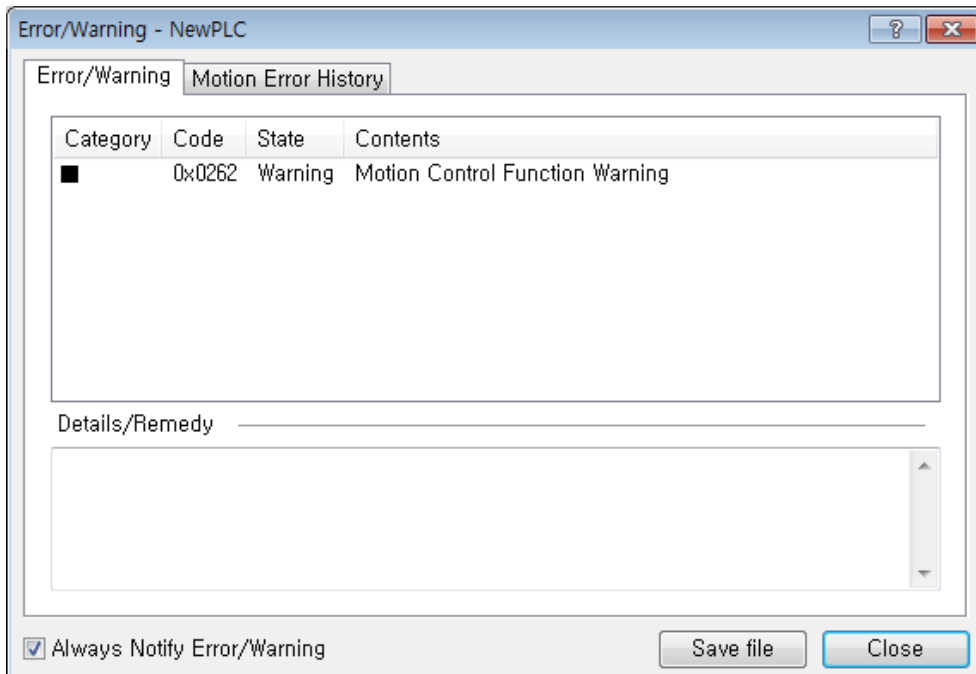 Error/Warning - NewPLC
Error/Warning Motion Error History
Category Code State Contents
0x0262 Warning Motion Control Function Warning
Details/Remedy
Always Notify Error/Warning Save file Close